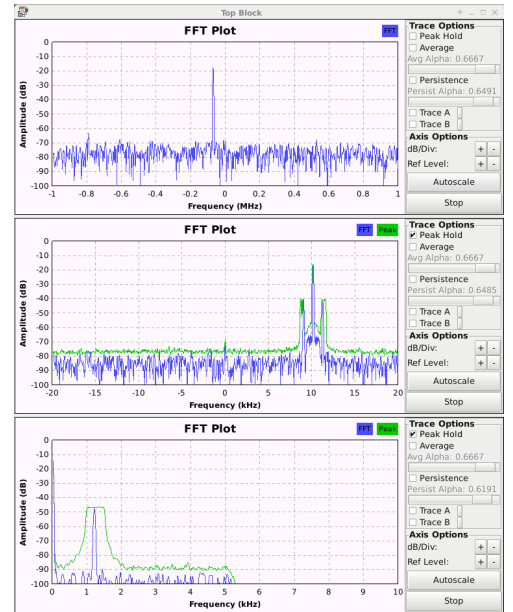 Top Block
FFT Plot
FFT
Amplitude (dB)
0
-10
-20
-30
-40
-50
-60
-70
-80
-90
-100
-1 -0.8 -0.6 -0.4 -0.2 0 0.2 0.4 0.6 0.8 1
Frequency (MHz)
Trace Options
Peak Hold
Average
Avg Alpha: 0.6667
Persistence
Persist Alpha: 0.6491
Trace A
Trace B
Axis Options
dB/Div: + -
Ref Level: + -
Autoscale
Stop
FFT Plot
FFT Peak
Amplitude (dB)
0
-10
-20
-30
-40
-50
-60
-70
-80
-90
-100
-20 -15 -10 -5 0 5 10 15 20
Frequency (kHz)
Trace Options
Peak Hold
Average
Avg Alpha: 0.6667
Persistence
Persist Alpha: 0.6485
Trace A
Trace B
Axis Options
dB/Div: + -
Ref Level: + -
Autoscale
Stop
FFT Plot
FFT Peak
Amplitude (dB)
0
-10
-20
-30
-40
-50
-60
-70
-80
-90
-100
0 1 2 3 4 5 6 7 8 9 10
Frequency (kHz)
Trace Options
Peak Hold
Average
Avg Alpha: 0.6667
Persistence
Persist Alpha: 0.6191
Trace A
Trace B
Axis Options
dB/Div: + -
Ref Level: + -
Autoscale
Stop